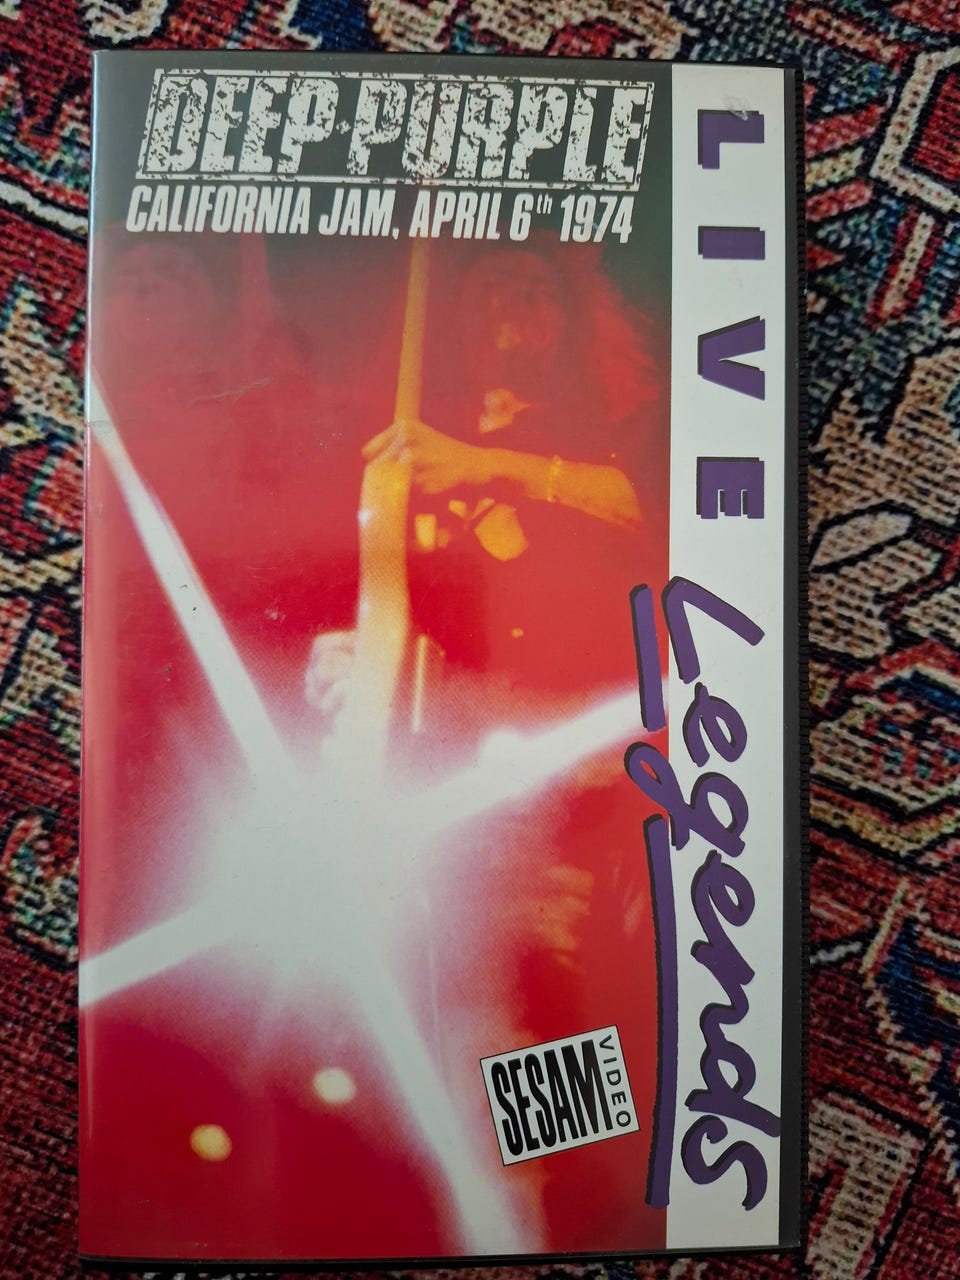 DEEP PURPLE
CALIFORNIA JAM, APRIL 6th 1974
LIVE
Legends
SESAM
VIDEO